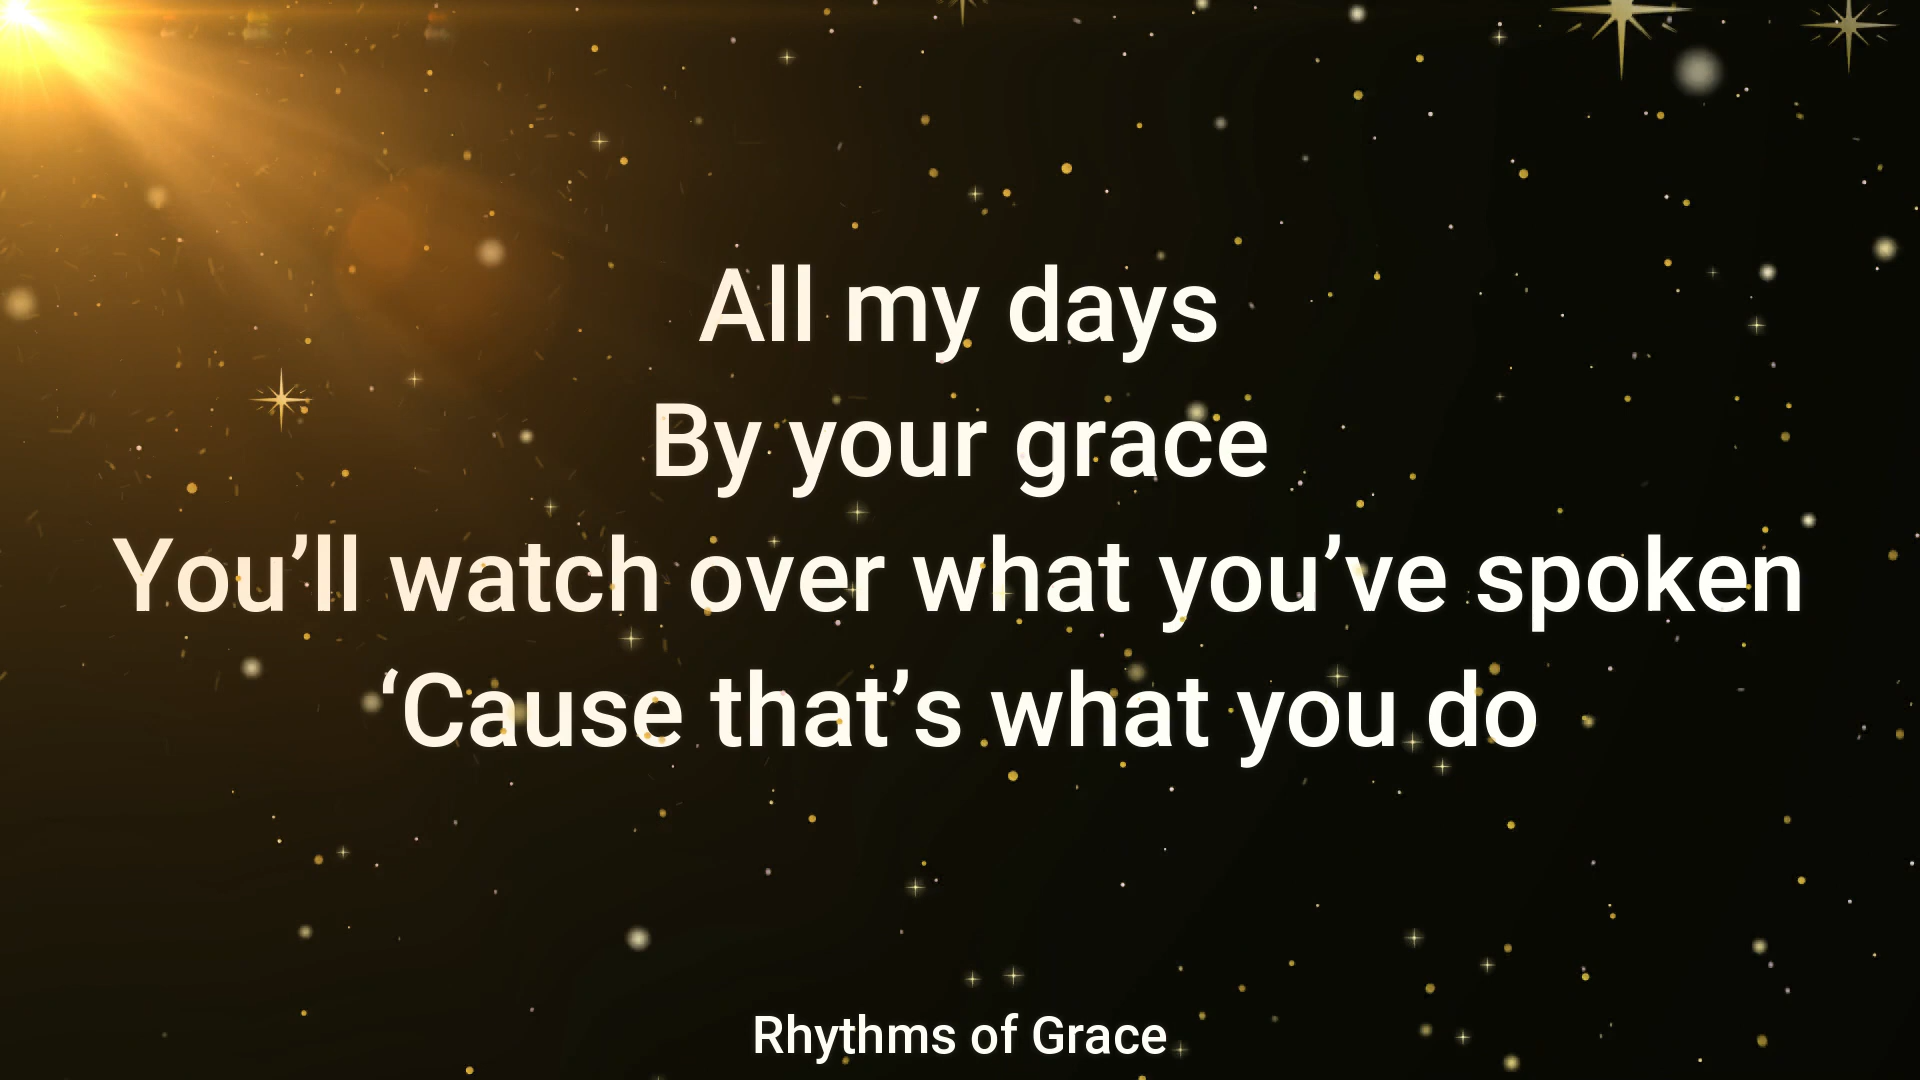 All my days
By your grace
You’ll watch over what you’ve spoken
‘Cause that’s what you do
Rhythms of Grace